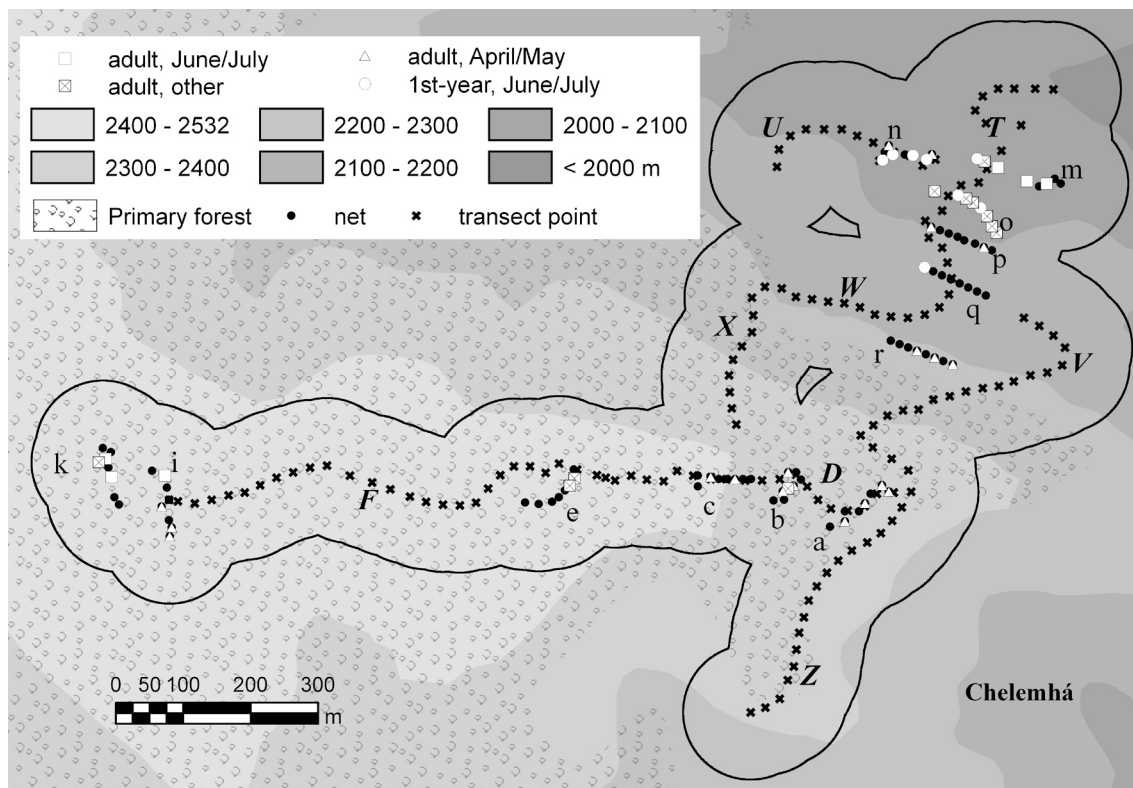 adult, June/July
adult, April/May
adult, other
1st-year, June/July
2400 - 2532
2200 - 2300
2000 - 2100
2300 - 2400
2100 - 2200
< 2000 m
Primary forest
net
transect point
U
n
T
m
o
p
W
q
X
r
V
k
i
D
F
c
b
e
a
Z
Chelemhá
0 50 100 200 300
m